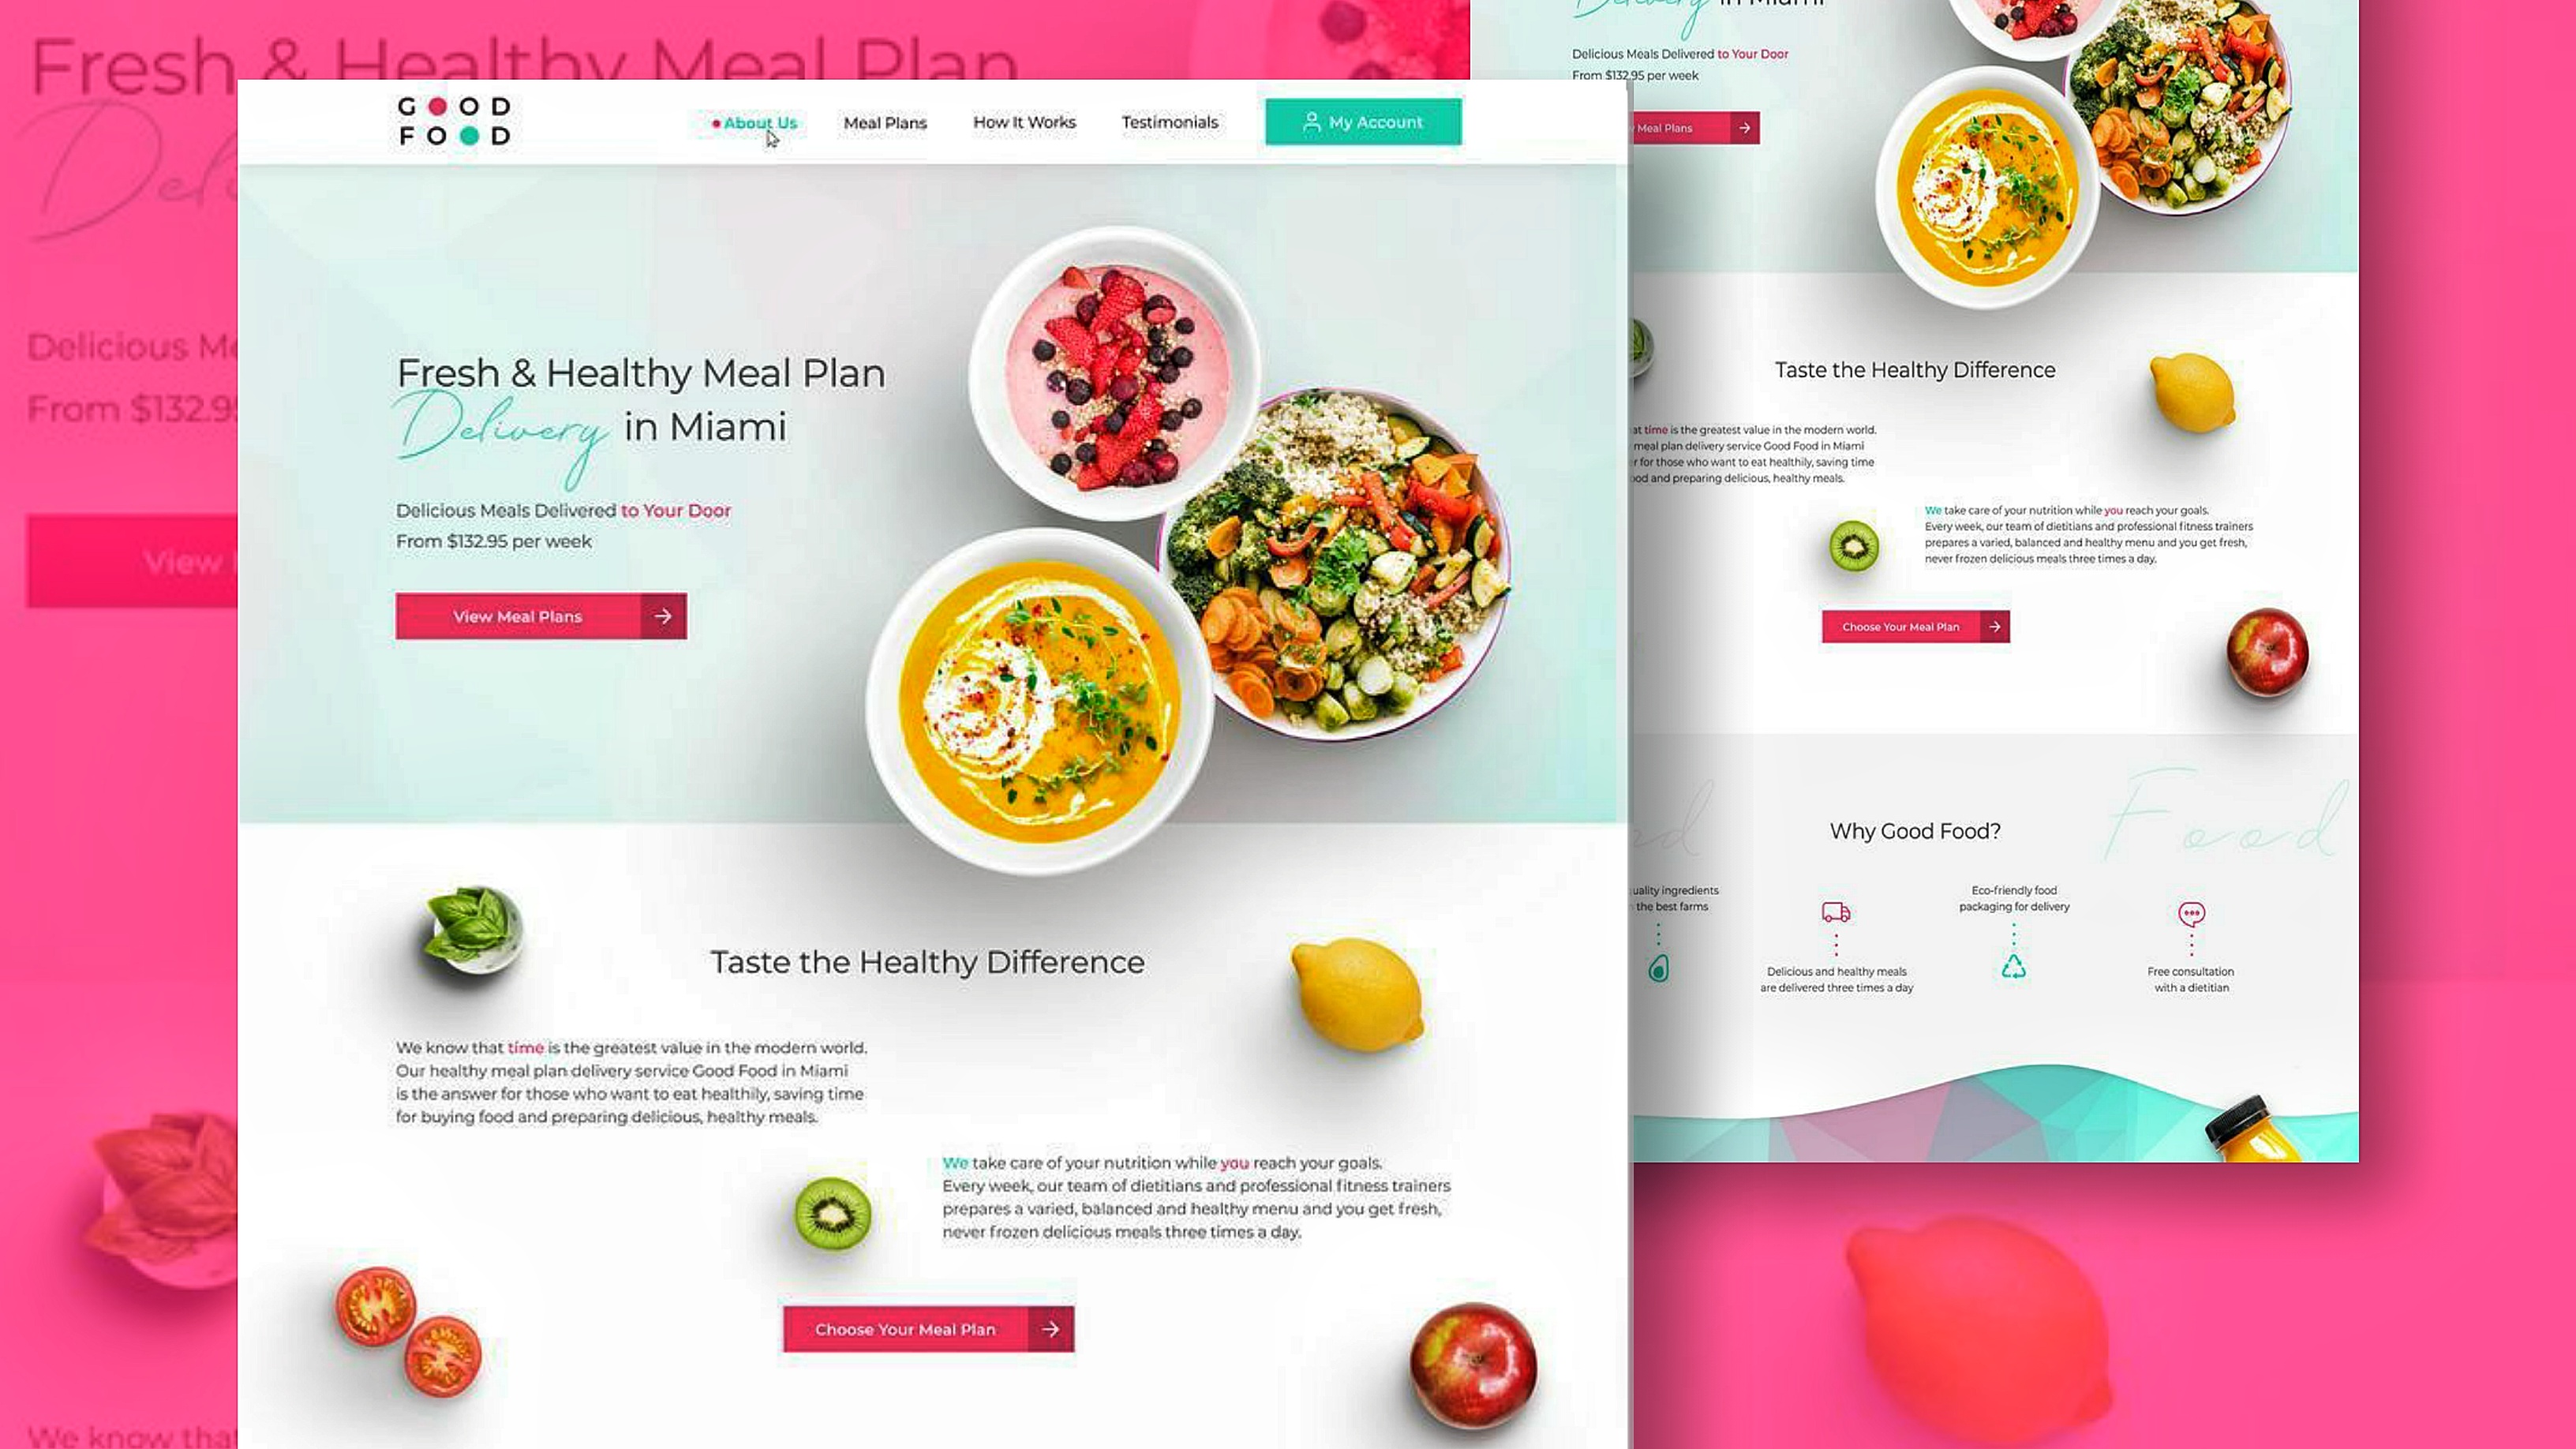 Fresh & Healthy Meal Plan
Delicious Me
From $132.9
View
We know that
GOOD
FOOD
About Us
Meal Plans
How It Works
Testimonials
My Account
Fresh & Healthy Meal Plan
Delivery in Miami
Delicious Meals Delivered to Your Door
From $132.95 per week
View Meal Plans
Taste the Healthy Difference
We know that time is the greatest value in the modern world.
Our healthy meal plan delivery service Good Food in Miami
is the answer for those who want to eat healthily, saving time
for buying food and preparing delicious, healthy meals.
We take care of your nutrition while you reach your goals.
Every week, our team of dietitians and professional fitness trainers
prepares a varied, balanced and healthy menu and you get fresh,
never frozen delicious meals three times a day.
Choose Your Meal Plan
Delivery in Miami
Delicious Meals Delivered to Your Door
From $132.95 per week
Meal Plans
Taste the Healthy Difference
at time is the greatest value in the modern world.
meal plan delivery service Good Food in Miami
r for those who want to eat healthily, saving time
ood and preparing delicious, healthy meals.
We take care of your nutrition while you reach your goals.
Every week, our team of dietitians and professional fitness trainers
prepares a varied, balanced and healthy menu and you get fresh,
never frozen delicious meals three times a day.
Choose Your Meal Plan
Why Good Food?
Food
uality ingredients
the best farms
Delicious and healthy meals
are delivered three times a day
Eco-friendly food
packaging for delivery
Free consultation
with a dietitian